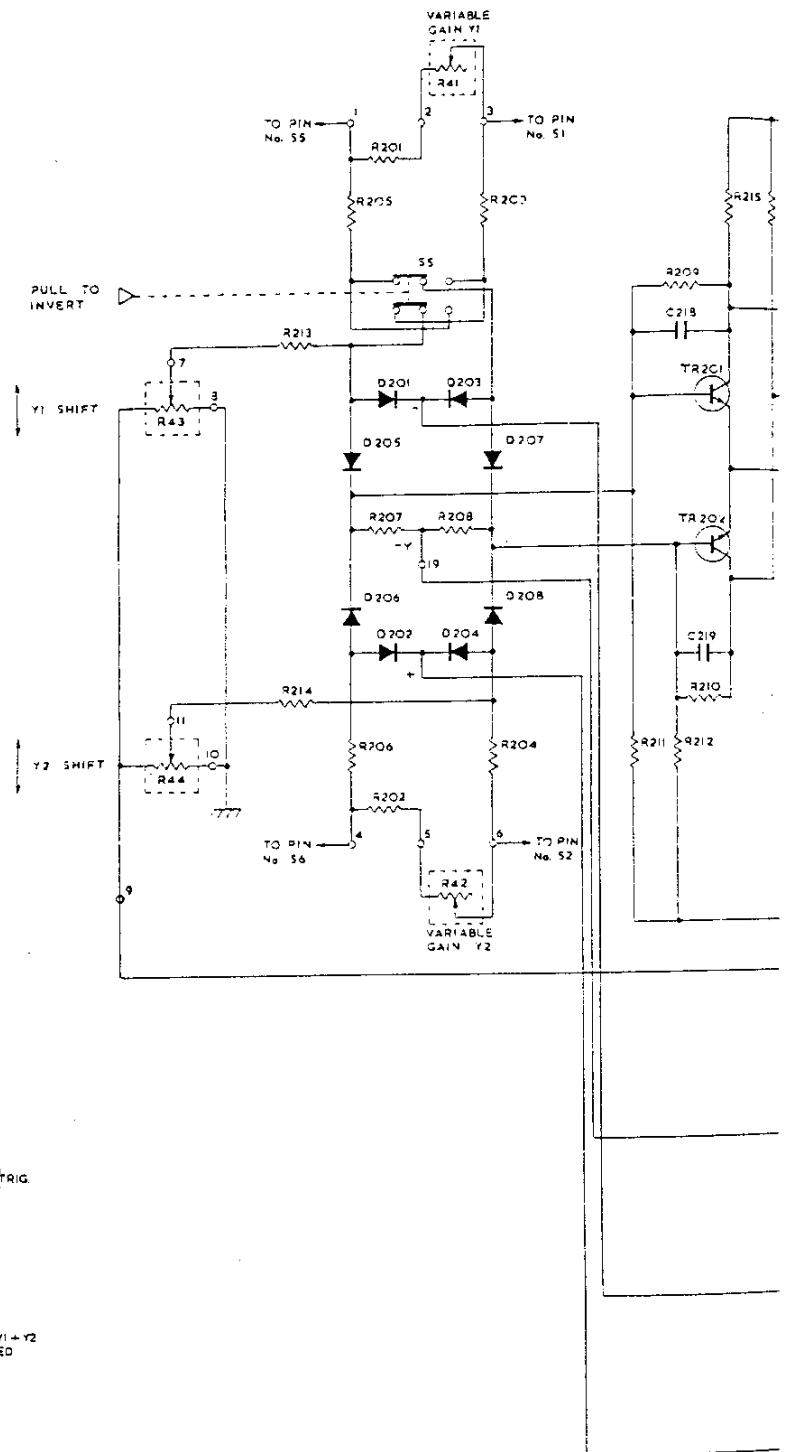 VARIABLE
GAIN Y1
R41
1
2
3
TO PIN
No. 55
TO PIN
No. 51
R201
R205
R203
R215
S5
PULL TO
INVERT
R209
C218
R213
7
8
D201
D203
-
TR201
Y1 SHIFT
R43
D205
D207
R207
R208
-Y
19
TR202
D206
D208
D202
D204
+
C219
R210
R214
11
10
R206
R204
R211
R212
Y2 SHIFT
R44
R202
TO PIN
No. 56
4
5
6
TO PIN
No. 52
R42
9
VARIABLE
GAIN Y2
TRIG.
Y1 + Y2
ED